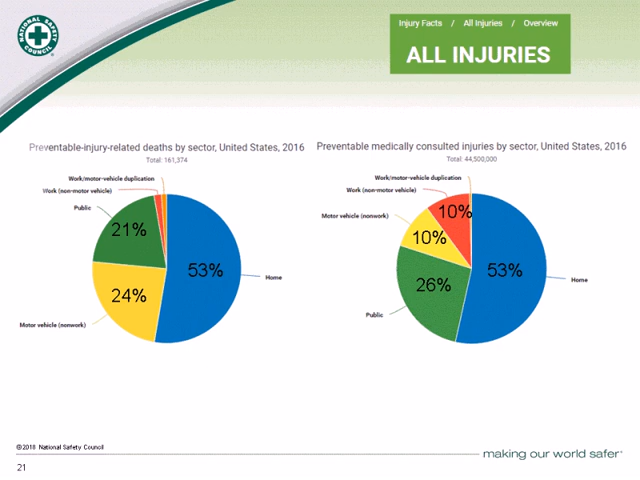 NATIONAL SAFETY COUNCIL
Injury Facts / All Injuries / Overview
ALL INJURIES
Preventable-injury-related deaths by sector, United States, 2016
Total: 161,374
Work/motor-vehicle duplication
Work (non-motor vehicle)
Public
21%
53%
Home
24%
Motor vehicle (nonwork)
Preventable medically consulted injuries by sector, United States, 2016
Total: 44,500,000
Work/motor-vehicle duplication
Work (non-motor vehicle)
10%
Motor vehicle (nonwork)
10%
53%
Home
26%
Public
©2018 National Safety Council
making our world safer
21